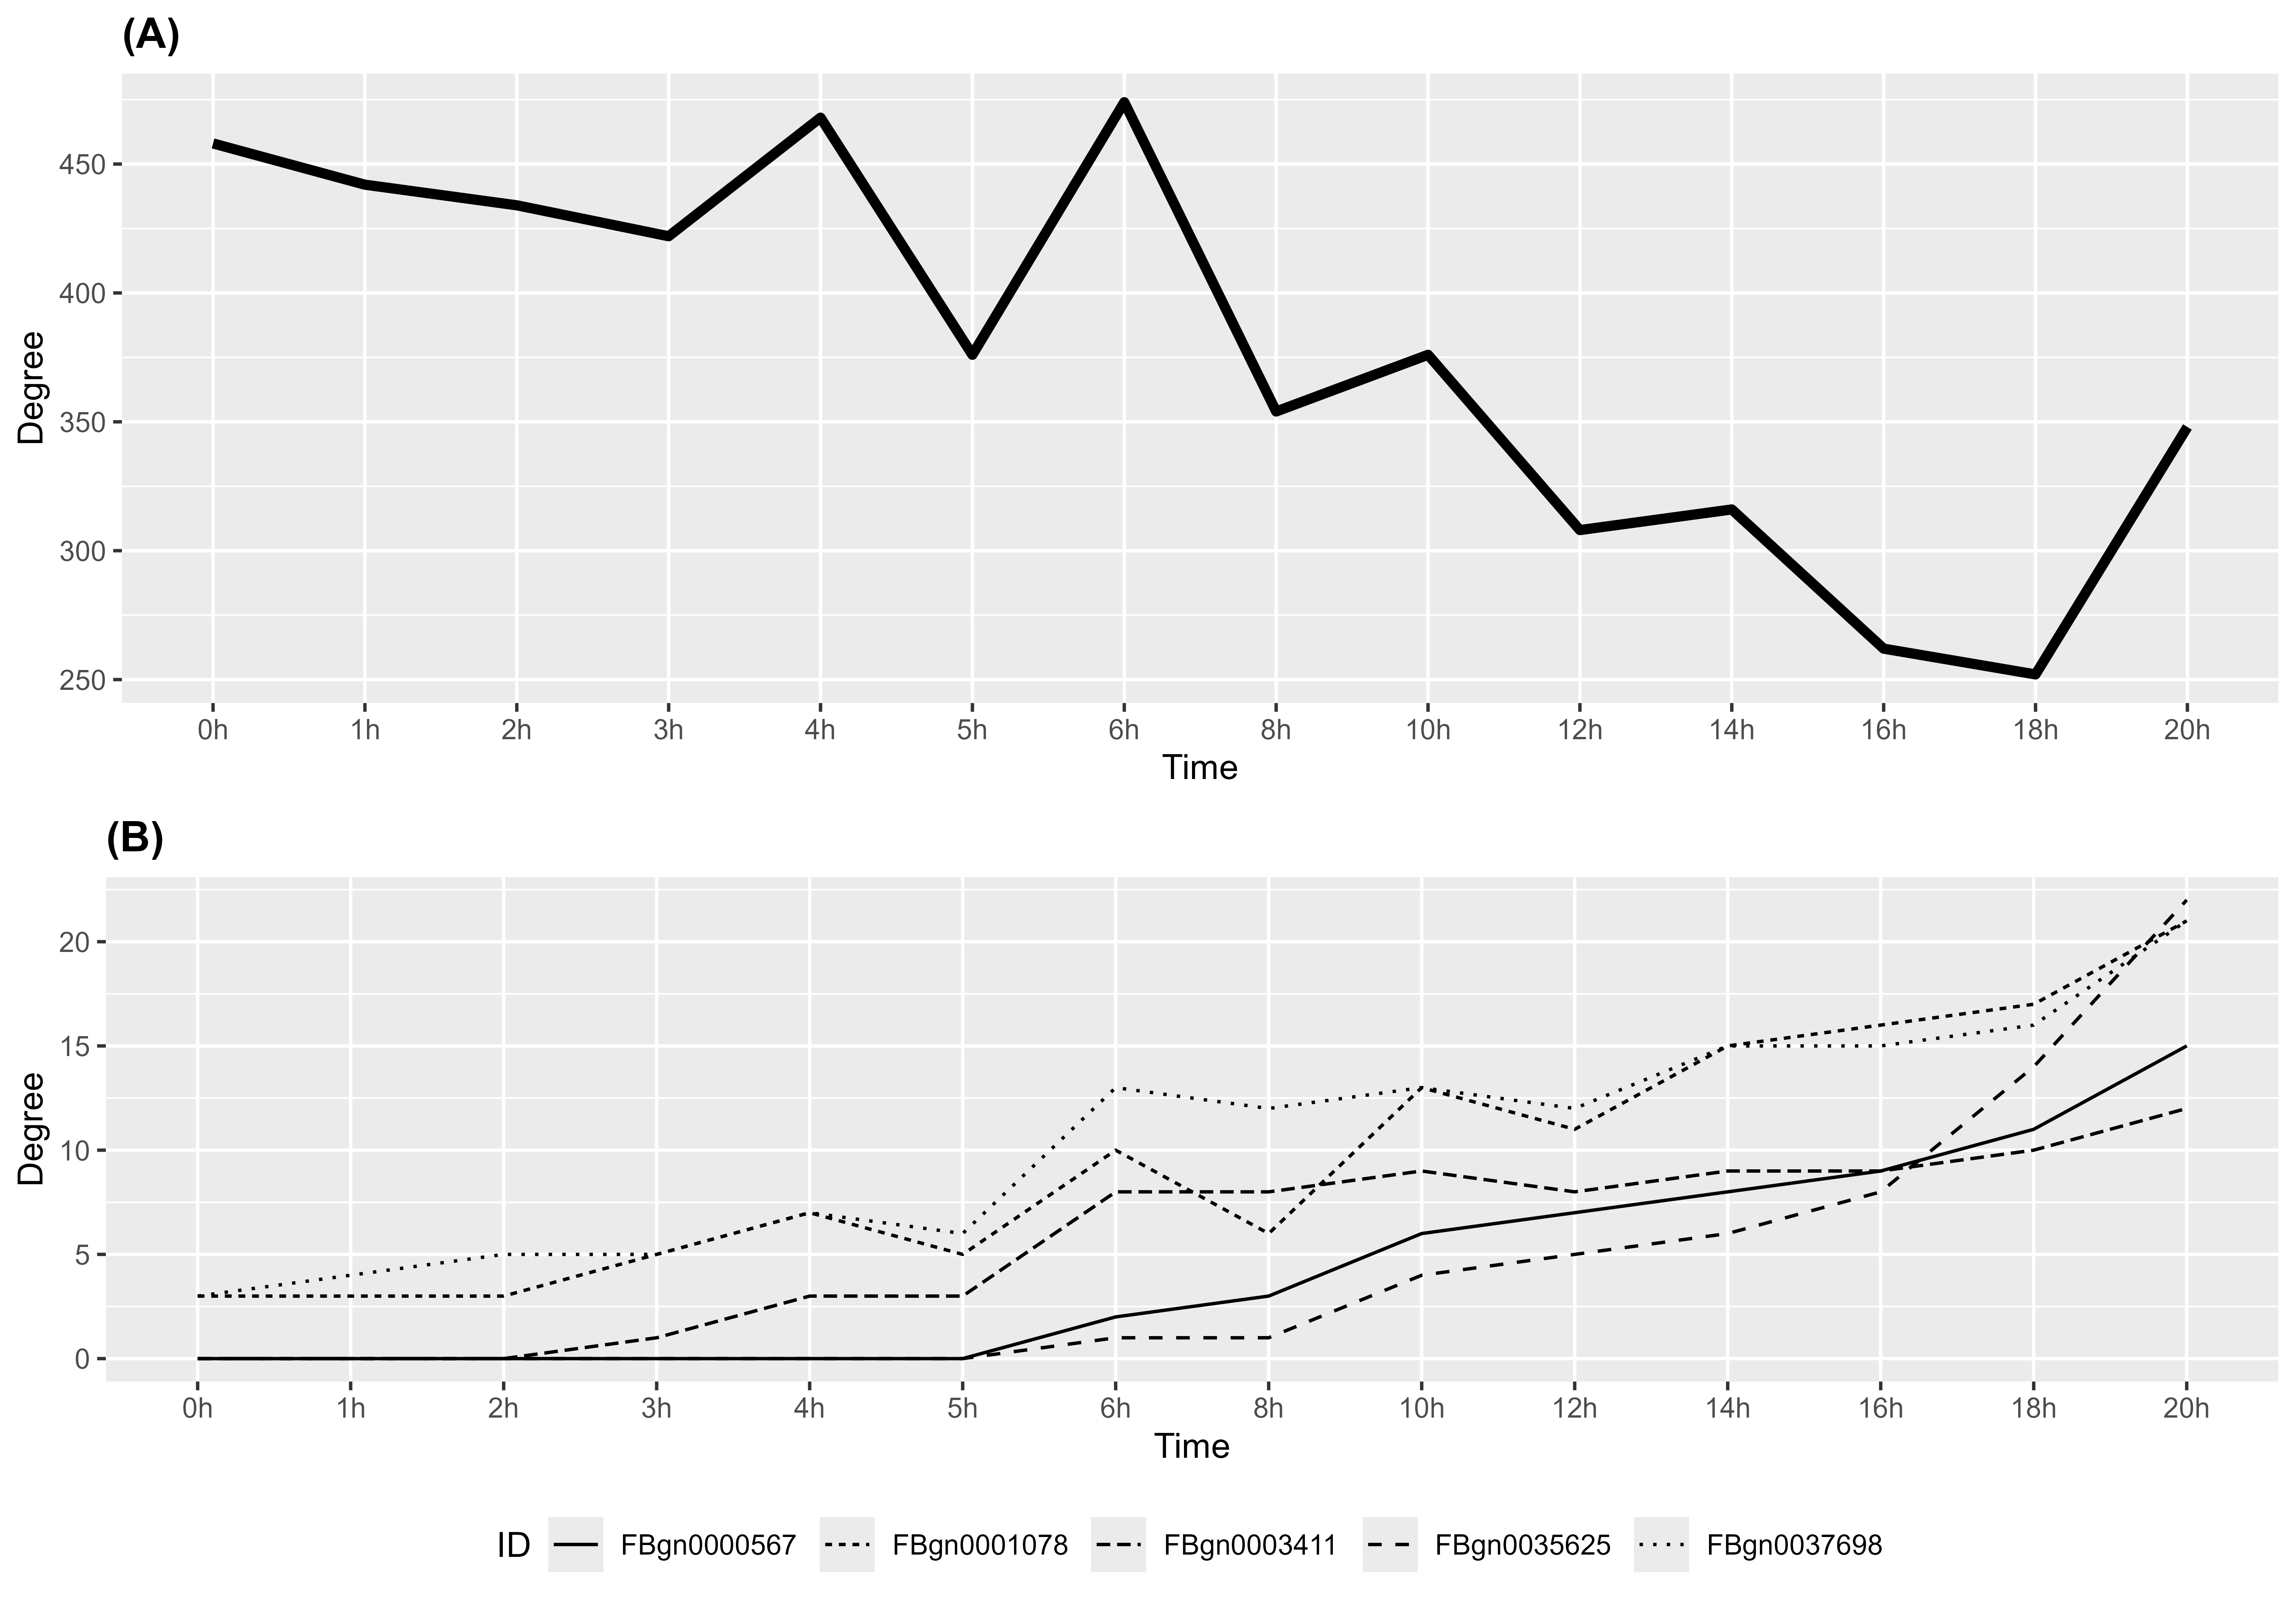 (A)
450
400
350
300
250
Degree
0h 1h 2h 3h 4h 5h 6h 8h 10h 12h 14h 16h 18h 20h
Time
(B)
20
15
10
5
0
Degree
0h 1h 2h 3h 4h 5h 6h 8h 10h 12h 14h 16h 18h 20h
Time
ID FBgn0000567 FBgn0001078 FBgn0003411 FBgn0035625 FBgn0037698